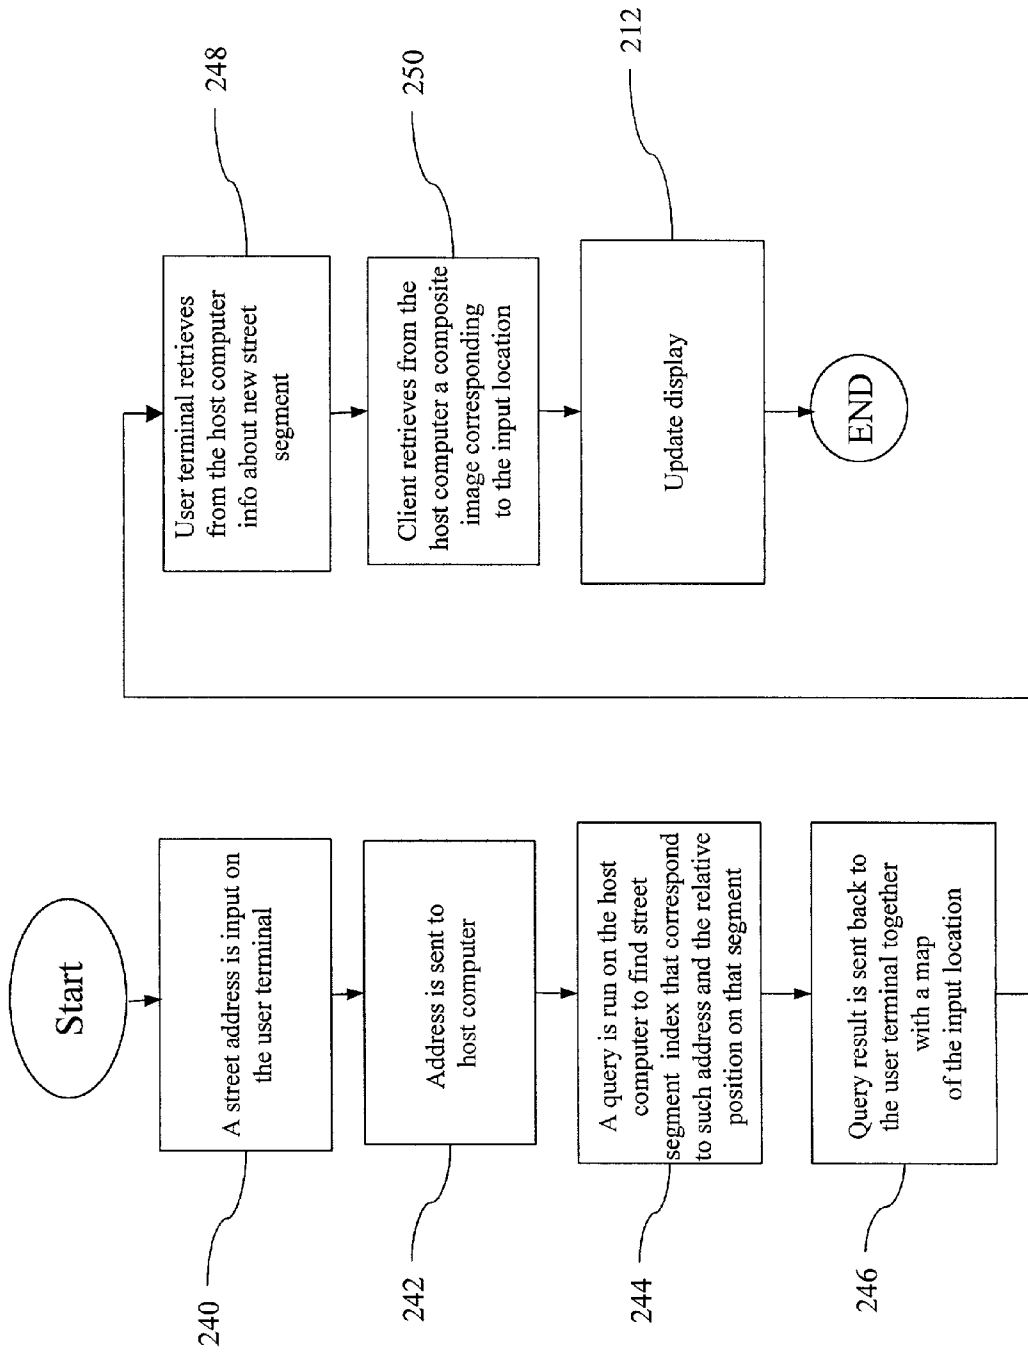 Start
240
A street address is input on
the user terminal
242
Address is sent to
host computer
244
A query is run on the host
computer to find street
segment index that correspond
to such address and the relative
position on that segment
246
Query result is sent back to
the user terminal together
with a map
of the input location
248
User terminal retrieves
from the host computer
info about new street
segment
250
Client retrieves from the
host computer a composite
image corresponding
to the input location
212
Update display
END